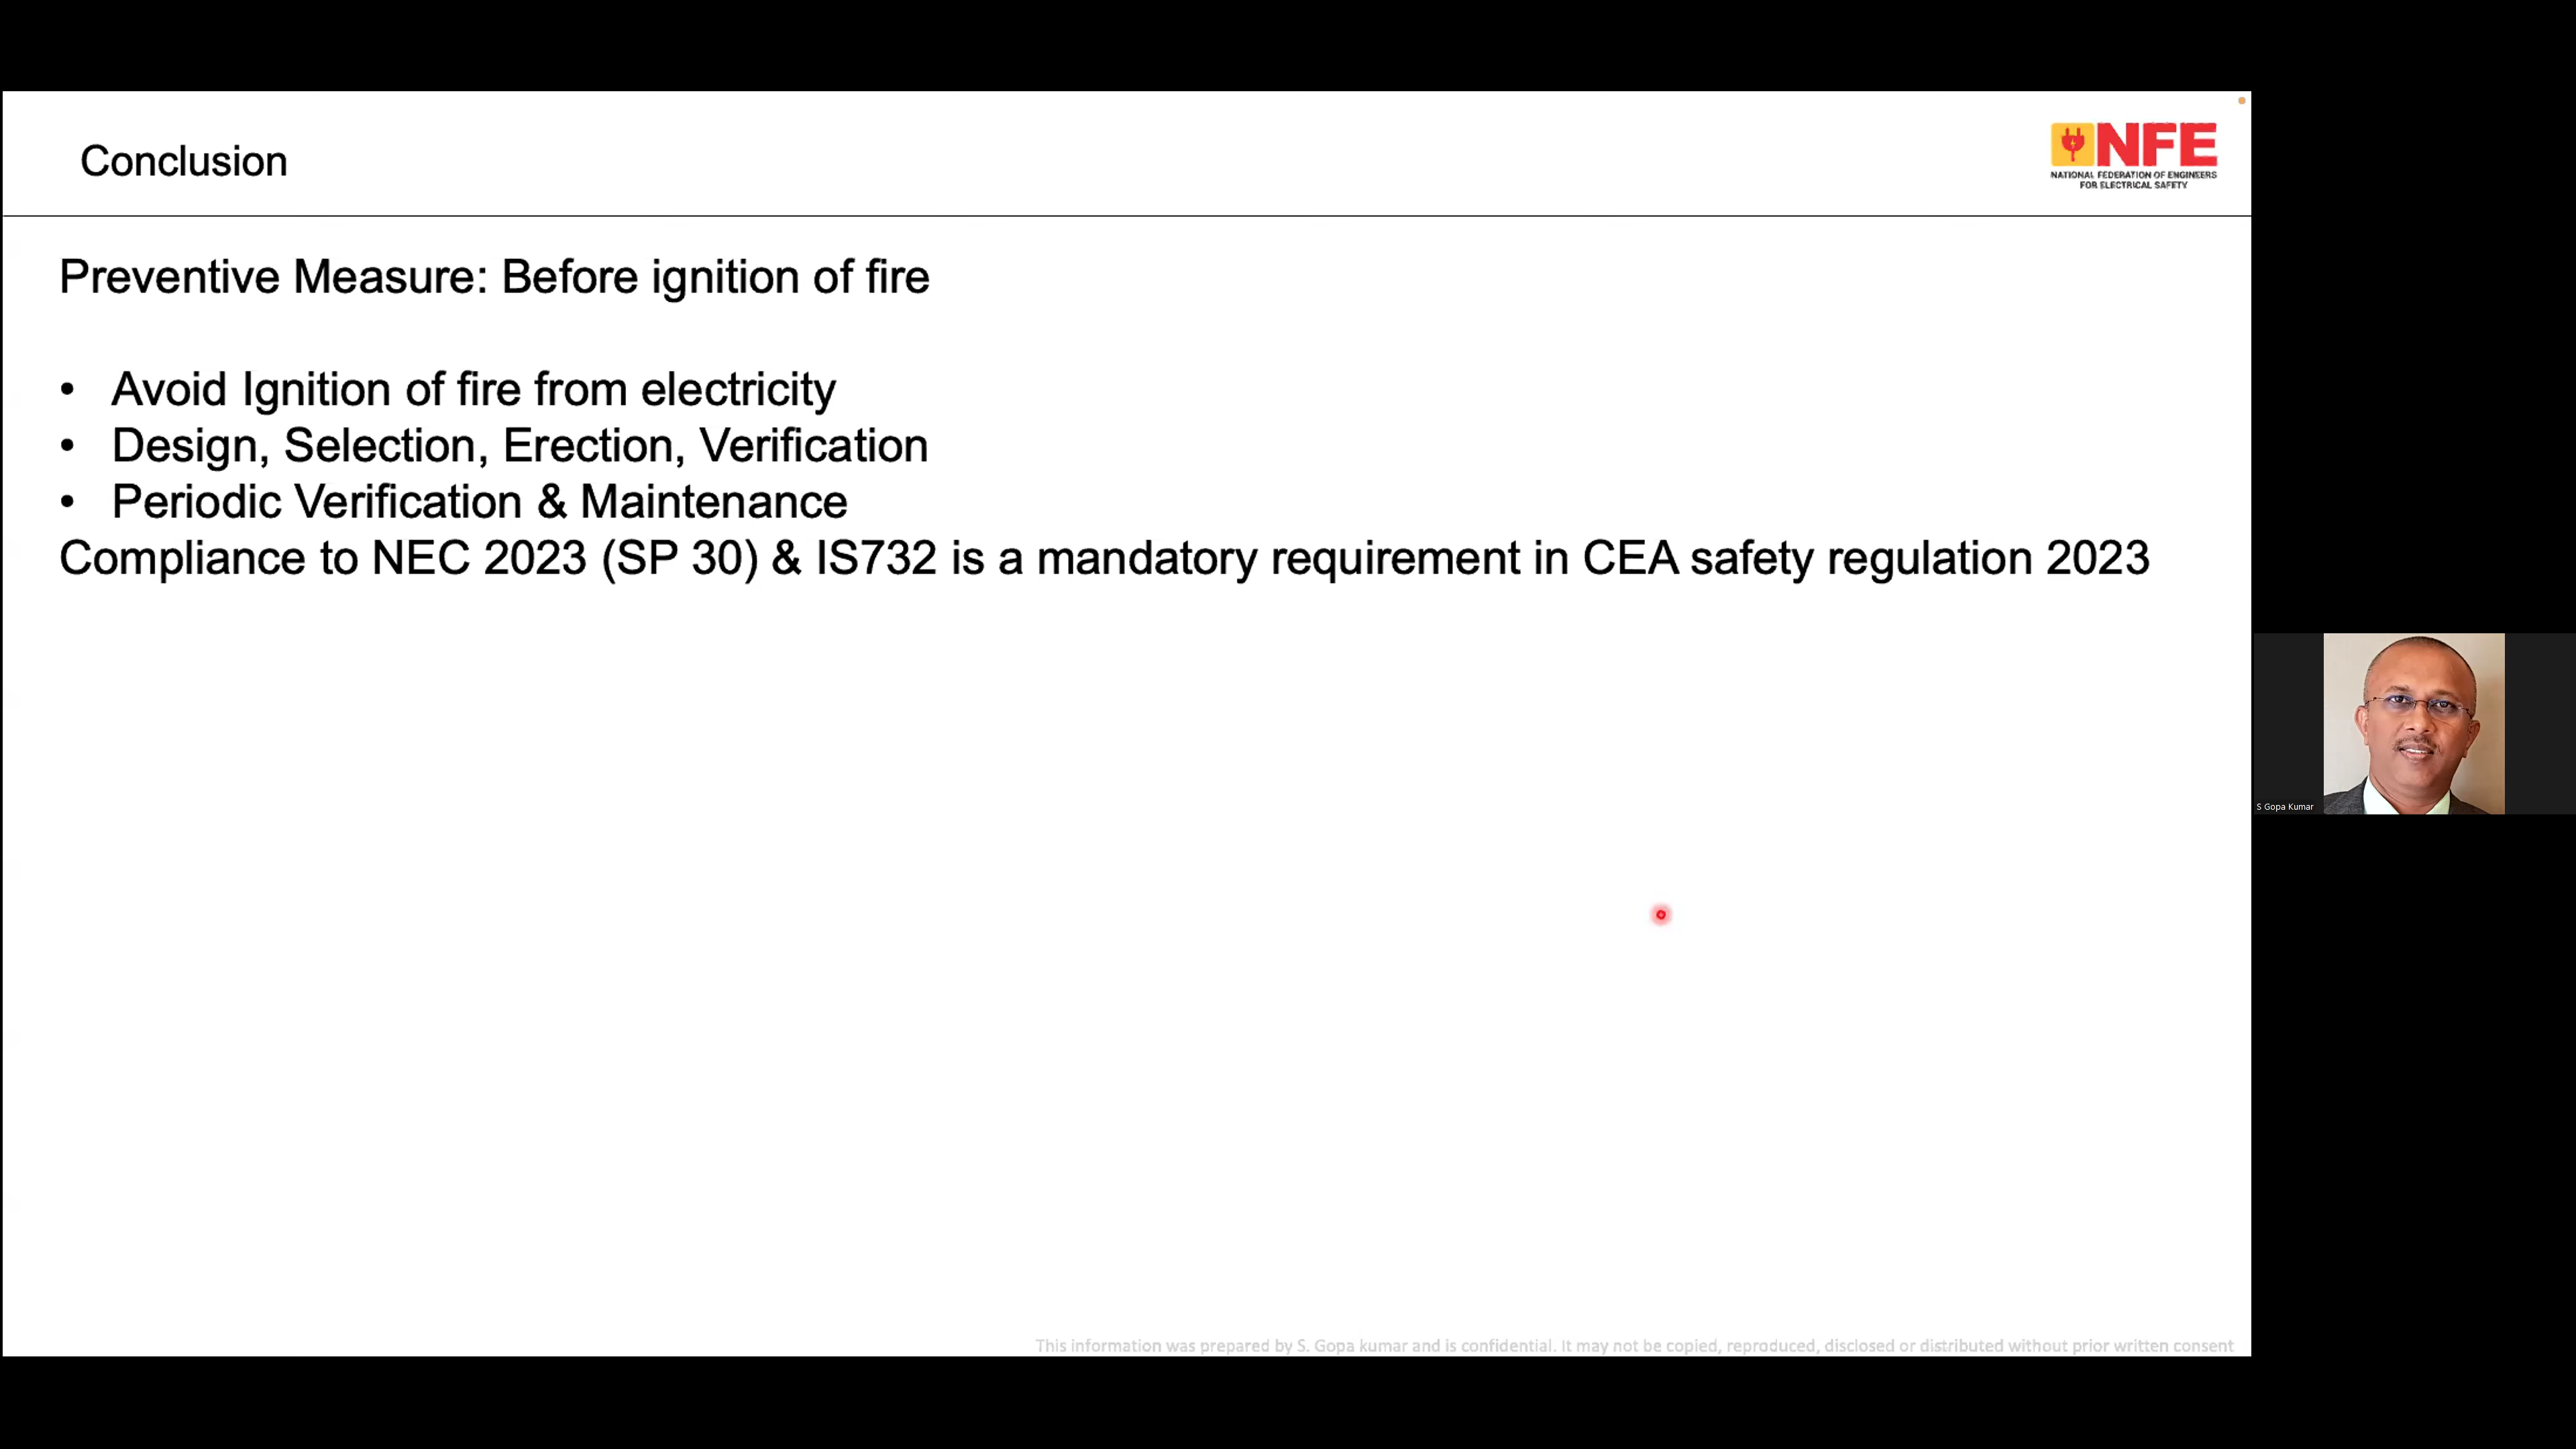 Conclusion
NFE
NATIONAL FEDERATION OF ENGINEERS
FOR ELECTRICAL SAFETY
Preventive Measure: Before ignition of fire
• Avoid Ignition of fire from electricity
• Design, Selection, Erection, Verification
• Periodic Verification & Maintenance
Compliance to NEC 2023 (SP 30) & IS732 is a mandatory requirement in CEA safety regulation 2023
S Gopa Kumar
This information was prepared by S. Gopa kumar and is confidential. It may not be copied, reproduced, disclosed or distributed without prior written consent